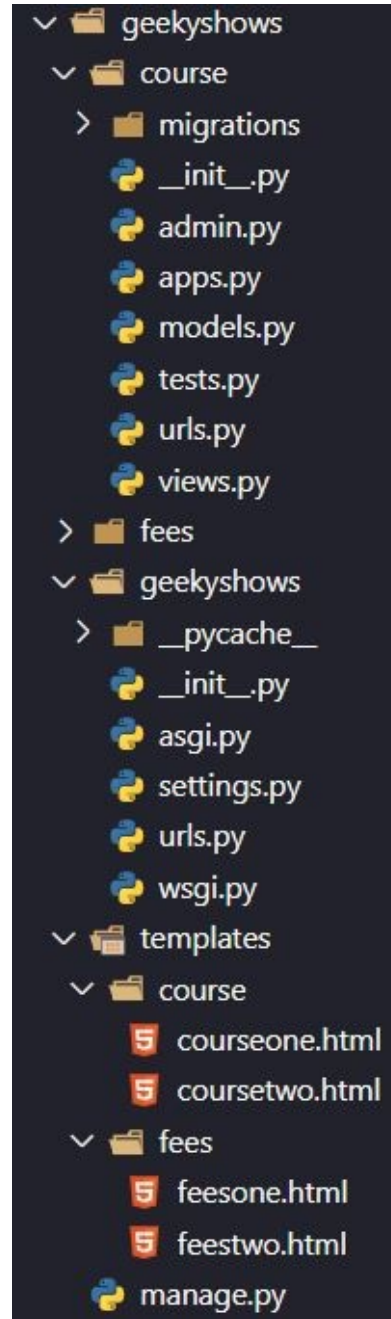 geekyshows
course
migrations
__init__.py
admin.py
apps.py
models.py
tests.py
urls.py
views.py
fees
geekyshows
__pycache__
__init__.py
asgi.py
settings.py
urls.py
wsgi.py
templates
course
courseone.html
coursetwo.html
fees
feesone.html
feestwo.html
manage.py